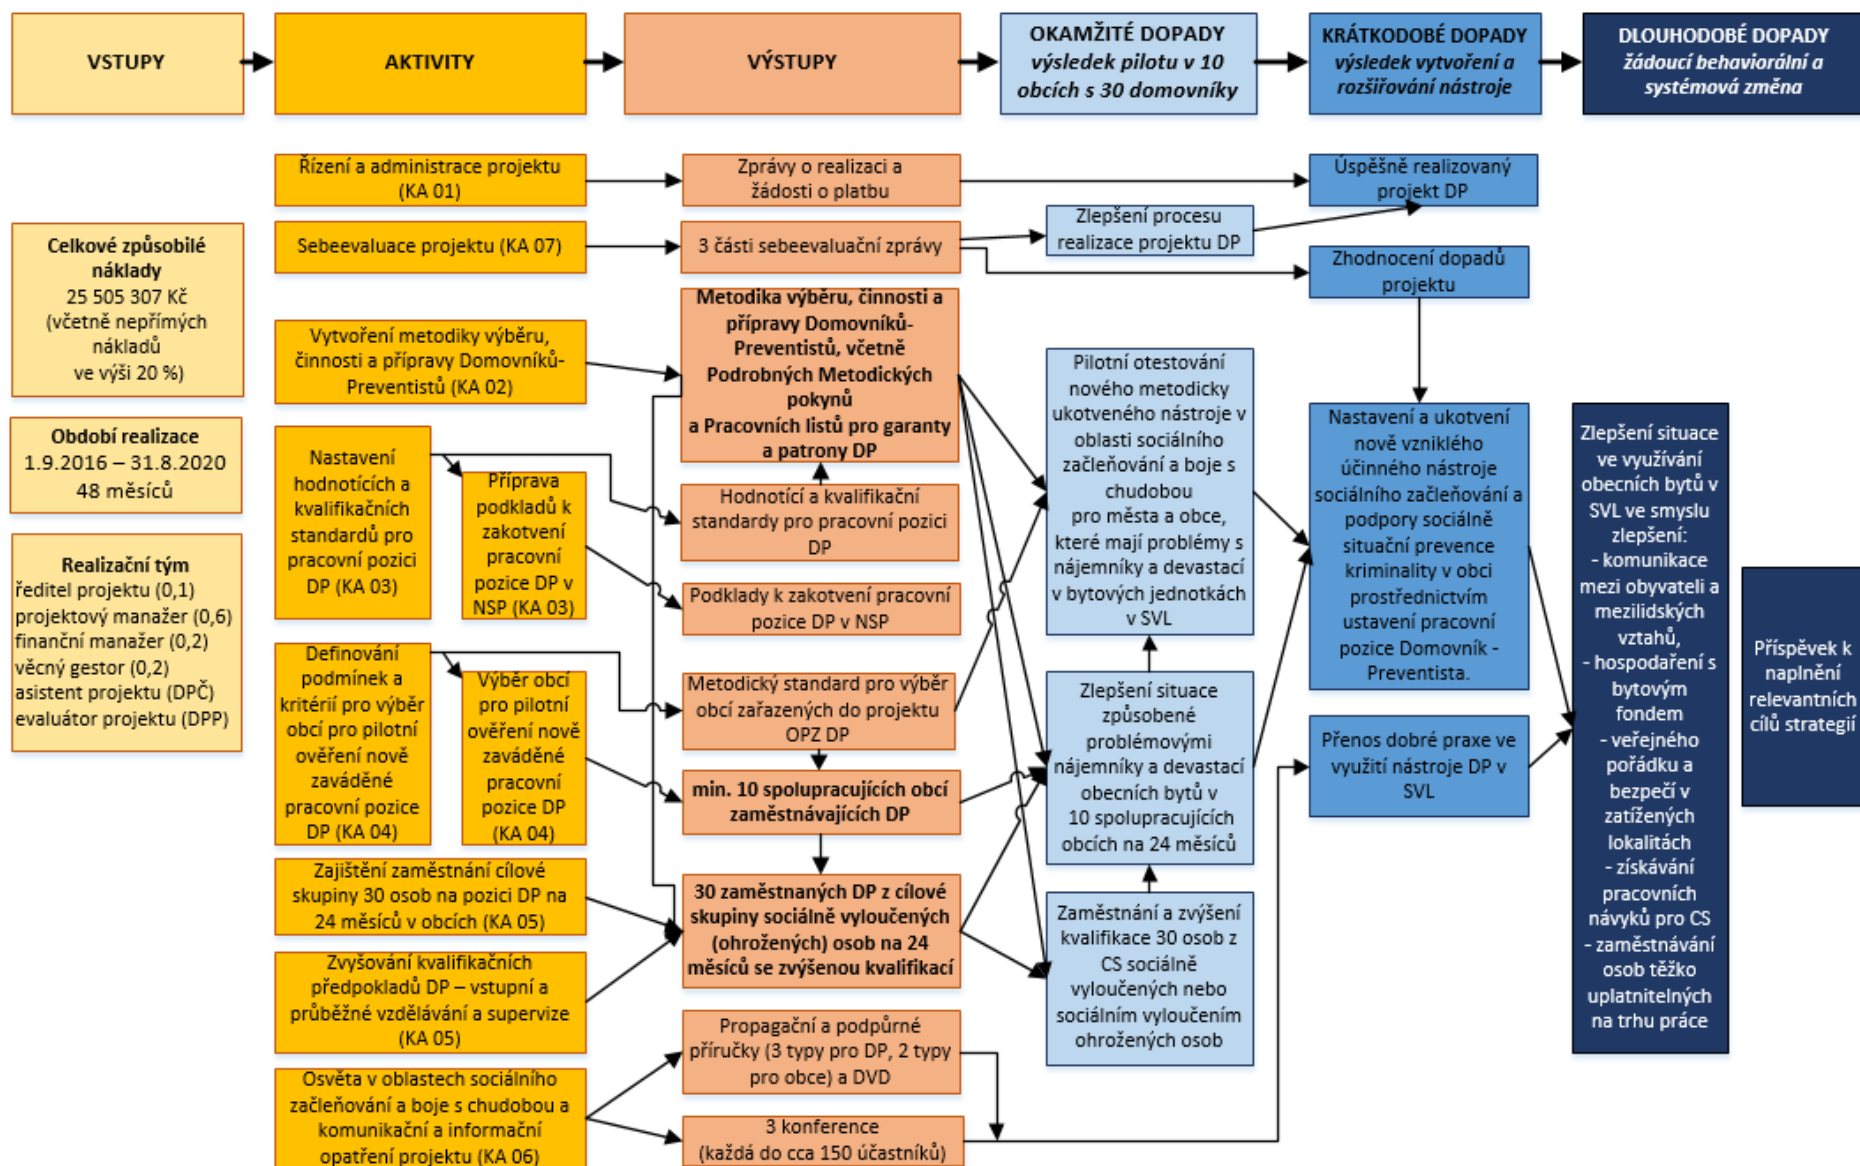 VSTUPY
AKTIVITY
VÝSTUPY
OKAMŽITÉ DOPADY
výsledek pilotu v 10
obcích s 30 domovníky
KRÁTKODOBÉ DOPADY
výsledek vytvoření a
rozšiřování nástroje
DLOUHODOBÉ DOPADY
žádoucí behaviorální a
systémová změna
Celkové způsobilé
náklady
25 505 307 Kč
(včetně nepřímých
nákladů
ve výši 20 %)
Období realizace
1.9.2016 – 31.8.2020
48 měsíců
Realizační tým
ředitel projektu (0,1)
projektový manažer (0,6)
finanční manažer (0,2)
věcný gestor (0,2)
asistent projektu (DPČ)
evaluátor projektu (DPP)
Řízení a administrace projektu
(KA 01)
Sebeevaluace projektu (KA 07)
Vytvoření metodiky výběru,
činnosti a přípravy Domovníků-
Preventistů (KA 02)
Nastavení
hodnotících a
kvalifikačních
standardů pro
pracovní pozici
DP (KA 03)
Příprava
podkladů k
zakotvení
pracovní
pozice DP v
NSP (KA 03)
Definování
podmínek a
kritérií pro výběr
obcí pro pilotní
ověření nově
zaváděné
pracovní pozice
DP (KA 04)
Výběr obcí
pro pilotní
ověření nově
zaváděné
pracovní
pozice DP
(KA 04)
Zajištění zaměstnání cílové
skupiny 30 osob na pozici DP na
24 měsíců v obcích (KA 05)
Zvyšování kvalifikačních
předpokladů DP – vstupní a
průběžné vzdělávání a supervize
(KA 05)
Osvěta v oblastech sociálního
začleňování a boje s chudobou a
komunikační a informační
opatření projektu (KA 06)
Zprávy o realizaci a
žádosti o platbu
3 části sebeevaluační zprávy
Metodika výběru, činnosti a
přípravy Domovníků-
Preventistů, včetně
Podrobných Metodických
pokynů
a Pracovních listů pro garanty
a patrony DP
Hodnotící a kvalifikační
standardy pro pracovní pozici
DP
Podklady k zakotvení pracovní
pozice DP v NSP
Metodický standard pro výběr
obcí zařazených do projektu
OPZ DP
min. 10 spolupracujících obcí
zaměstnávajících DP
30 zaměstnaných DP z cílové
skupiny sociálně vyloučených
(ohrožených) osob na 24
měsíců se zvýšenou kvalifikací
Propagační a podpůrné
příručky (3 typy pro DP, 2 typy
pro obce) a DVD
3 konference
(každá do cca 150 účastníků)
Zlepšení procesu
realizace projektu DP
Pilotní otestování
nového metodicky
ukotveného nástroje v
oblasti sociálního
začleňování a boje s
chudobou
pro města a obce,
které mají problémy s
nájemníky a devastací
v bytových jednotkách
v SVL
Zlepšení situace
způsobené
problémovými
nájemníky a devastací
obecních bytů v
10 spolupracujících
obcích na 24 měsíců
Zaměstnání a zvýšení
kvalifikace 30 osob z
CS sociálně
vyloučených nebo
sociálním vyloučením
ohrožených osob
Úspěšně realizovaný
projekt DP
Zhodnocení dopadů
projektu
Nastavení a ukotvení
nově vzniklého
účinného nástroje
sociálního začleňování a
podpory sociálně
situační prevence
kriminality v obci
prostřednictvím
ustavení pracovní
pozice Domovník -
Preventista.
Přenos dobré praxe ve
využití nástroje DP v
SVL
Zlepšení situace
ve využívání
obecních bytů v
SVL ve smyslu
zlepšení:
- komunikace
mezi obyvateli a
mezilidských
vztahů,
- hospodaření s
bytovým
fondem
- veřejného
pořádku a
bezpečí v
zatížených
lokalitách
- získávání
pracovních
návyků pro CS
- zaměstnávání
osob těžko
uplatnitelných
na trhu práce
Příspěvek k
naplnění
relevantních
cílů strategií